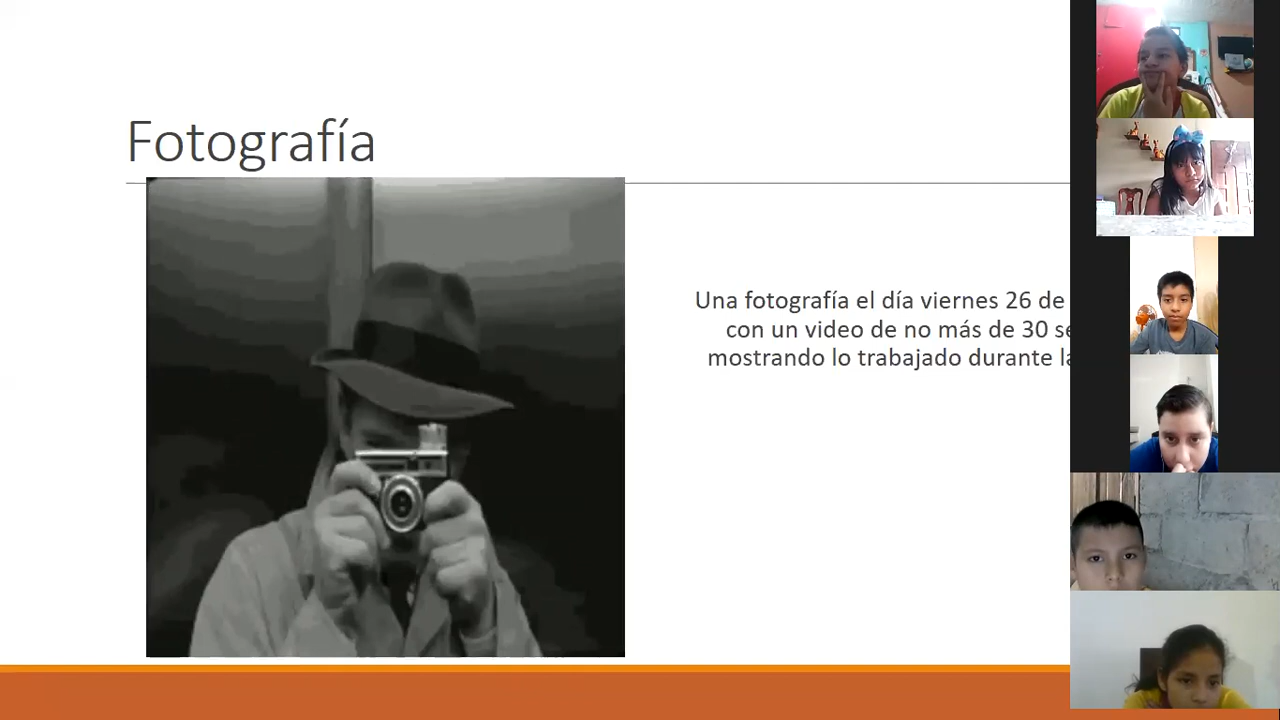 Fotografía
Una fotografía el día viernes 26 de
con un video de no más de 30
mostrando lo trabajado durante